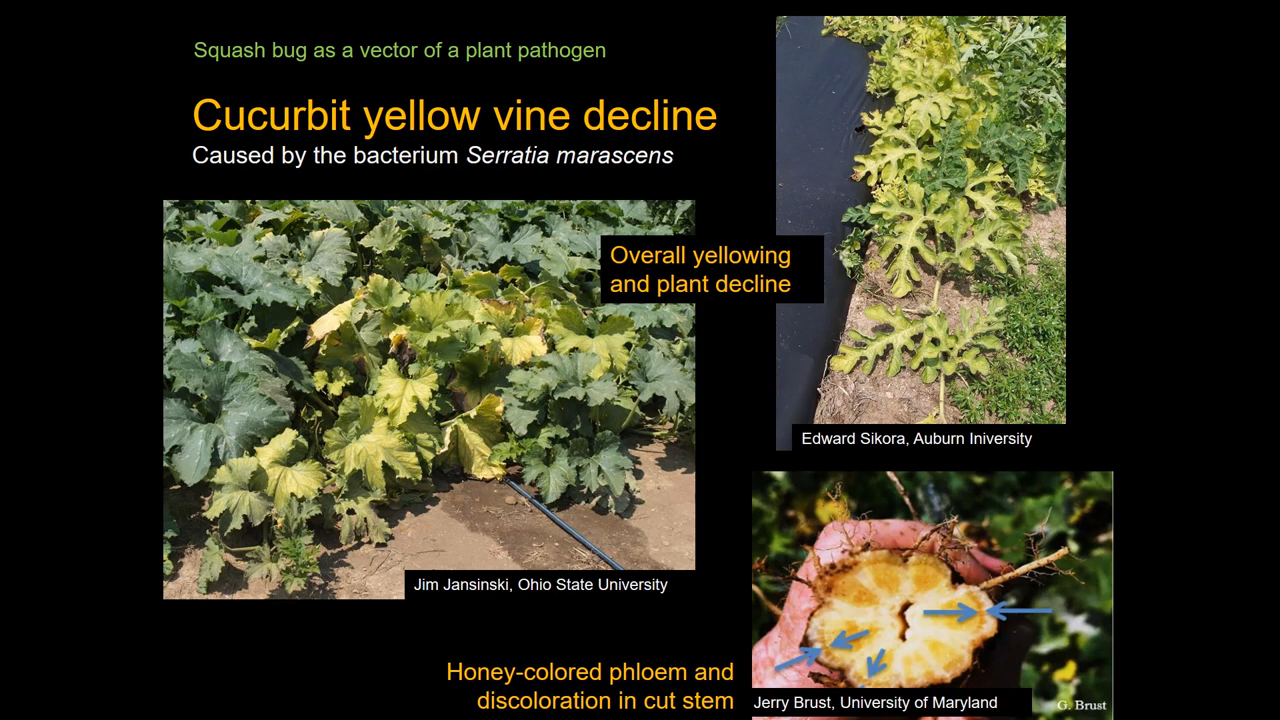 Squash bug as a vector of a plant pathogen
Cucurbit yellow vine decline
Caused by the bacterium Serratia marascens
Overall yellowing
and plant decline
Edward Sikora, Auburn Iniversity
Jim Jansinski, Ohio State University
Honey-colored phloem and
discoloration in cut stem
Jerry Brust, University of Maryland
G. Brust